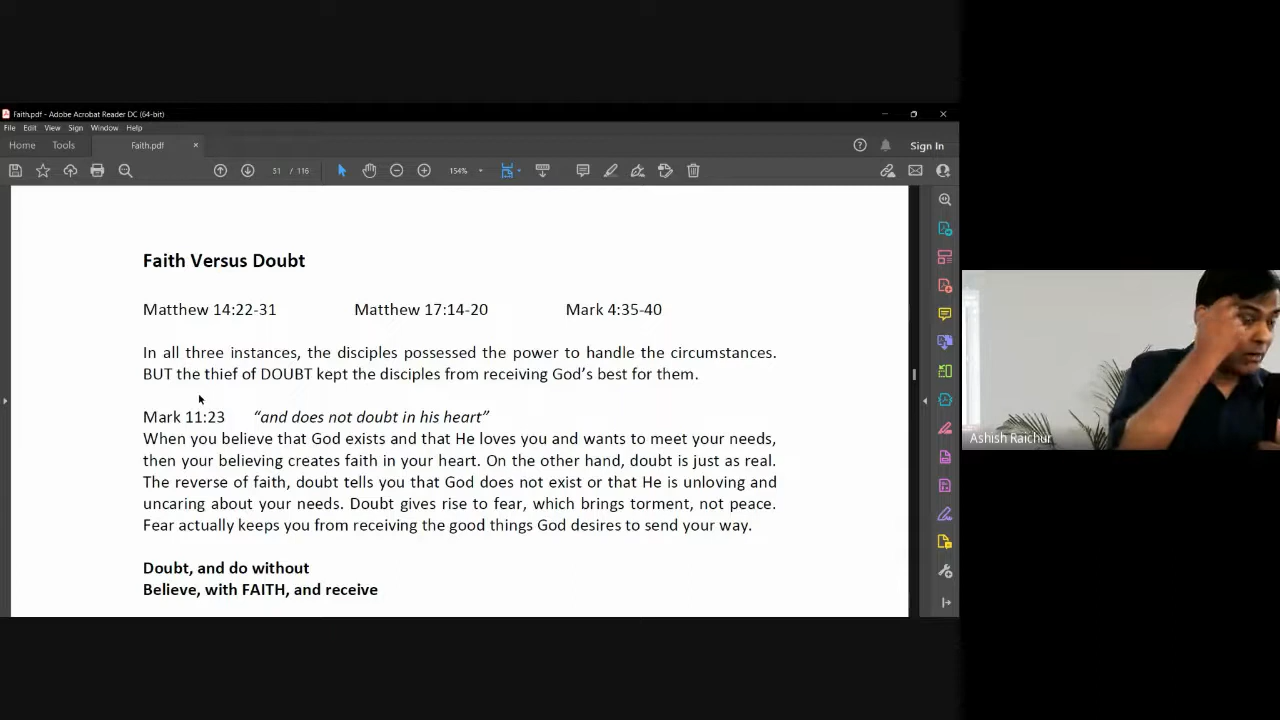 Faith.pdf - Adobe Acrobat Reader DC (64-bit)
File Edit View Sign Window Help
Home Tools Faith.pdf × Sign In
51 / 116 154%
Faith Versus Doubt
Matthew 14:22-31 Matthew 17:14-20 Mark 4:35-40
In all three instances, the disciples possessed the power to handle the circumstances.
BUT the thief of DOUBT kept the disciples from receiving God’s best for them.
Mark 11:23 “and does not doubt in his heart”
When you believe that God exists and that He loves you and wants to meet your needs,
then your believing creates faith in your heart. On the other hand, doubt is just as real.
The reverse of faith, doubt tells you that God does not exist or that He is unloving and
uncaring about your needs. Doubt gives rise to fear, which brings torment, not peace.
Fear actually keeps you from receiving the good things God desires to send your way.
Doubt, and do without
Believe, with FAITH, and receive
Ashish Raichur